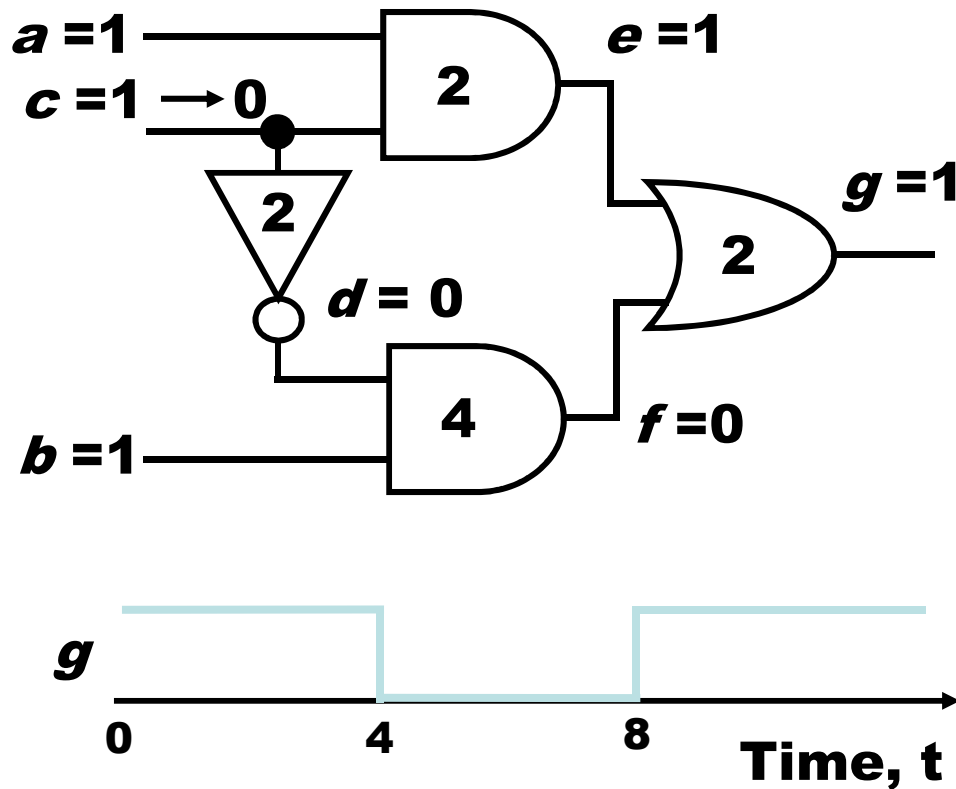 a =1
e =1
2
c =1 → 0
g =1
2
2
d = 0
4
f =0
b =1
g
0 4 8
Time, t